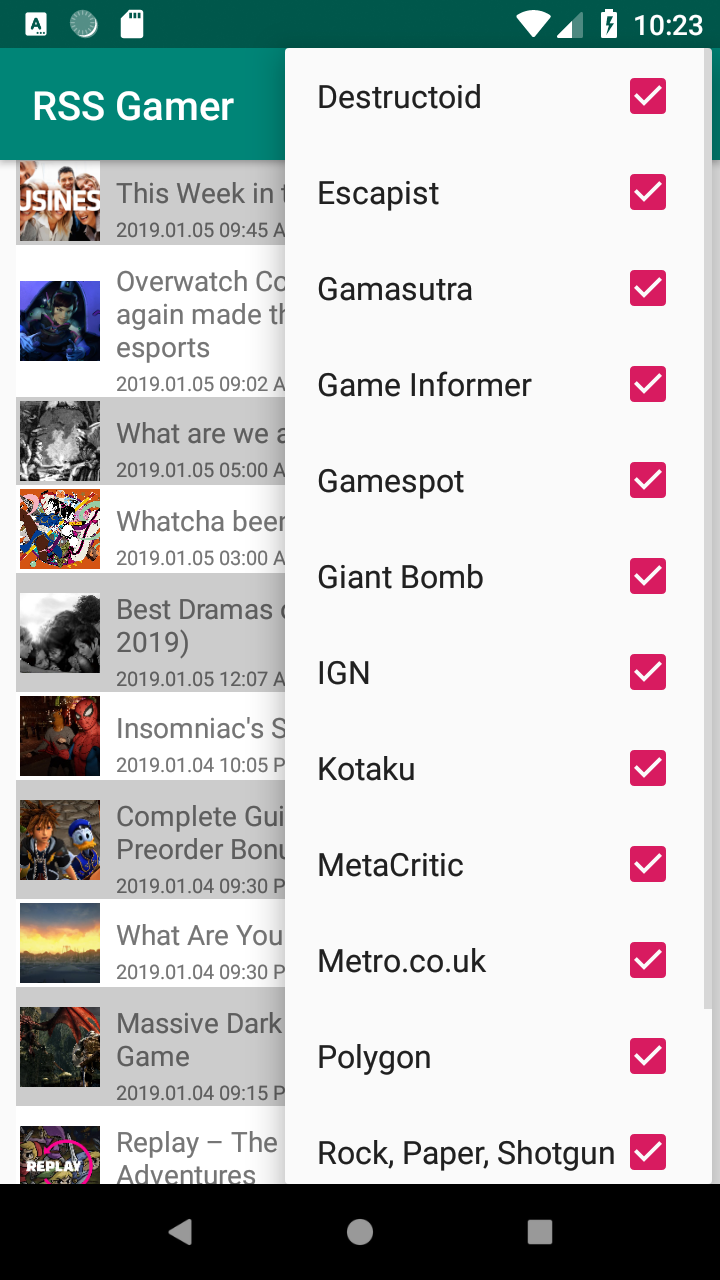 10:23
RSS Gamer
USINES
This Week in t
2019.01.05 09:45 A
Overwatch Co
again made th
esports
2019.01.05 09:02 A
What are we a
2019.01.05 05:00 A
Whatcha been
2019.01.05 03:00 A
Best Dramas o
2019)
2019.01.05 12:07 A
Insomniac's S
2019.01.04 10:05 P
Complete Gui
Preorder Bonu
2019.01.04 09:30 P
What Are You
2019.01.04 09:30 P
Massive Dark
Game
2019.01.04 09:15 P
REPLAY
Replay – The
Adventures
Destructoid
Escapist
Gamasutra
Game Informer
Gamespot
Giant Bomb
IGN
Kotaku
MetaCritic
Metro.co.uk
Polygon
Rock, Paper, Shotgun